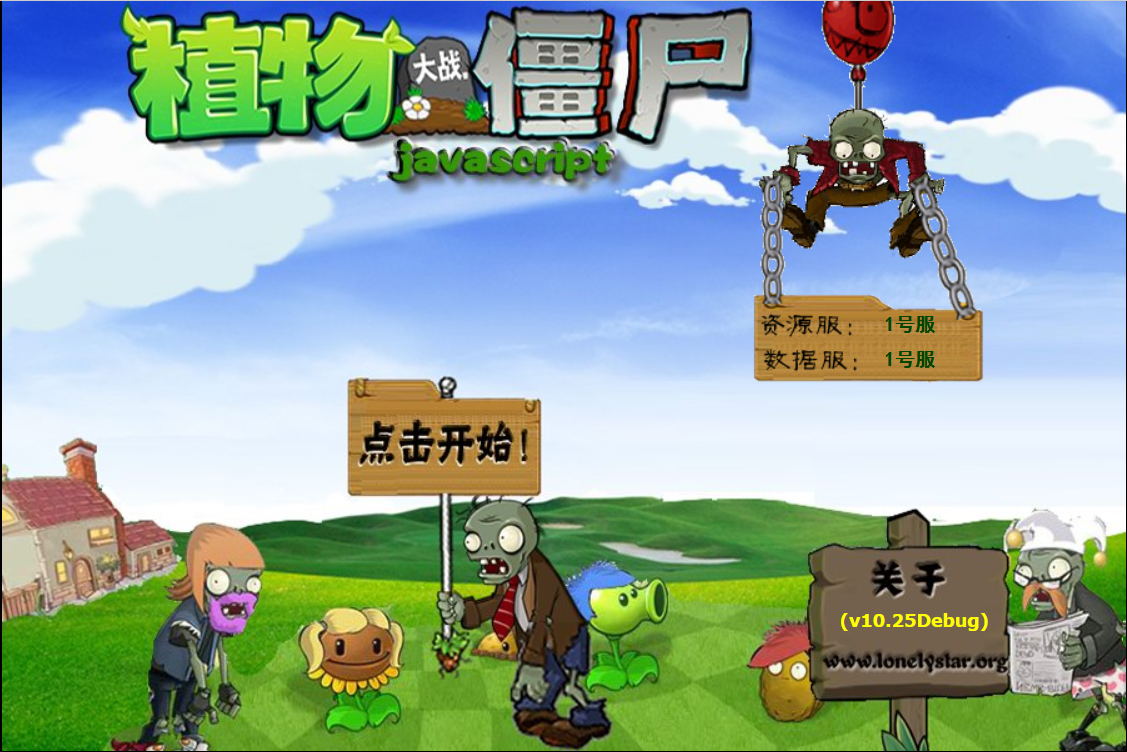 植物大战僵尸
javascript
资源服： 1号服
数据服： 1号服
点击开始！
关于
(v10.25Debug)
www.lonelystar.org